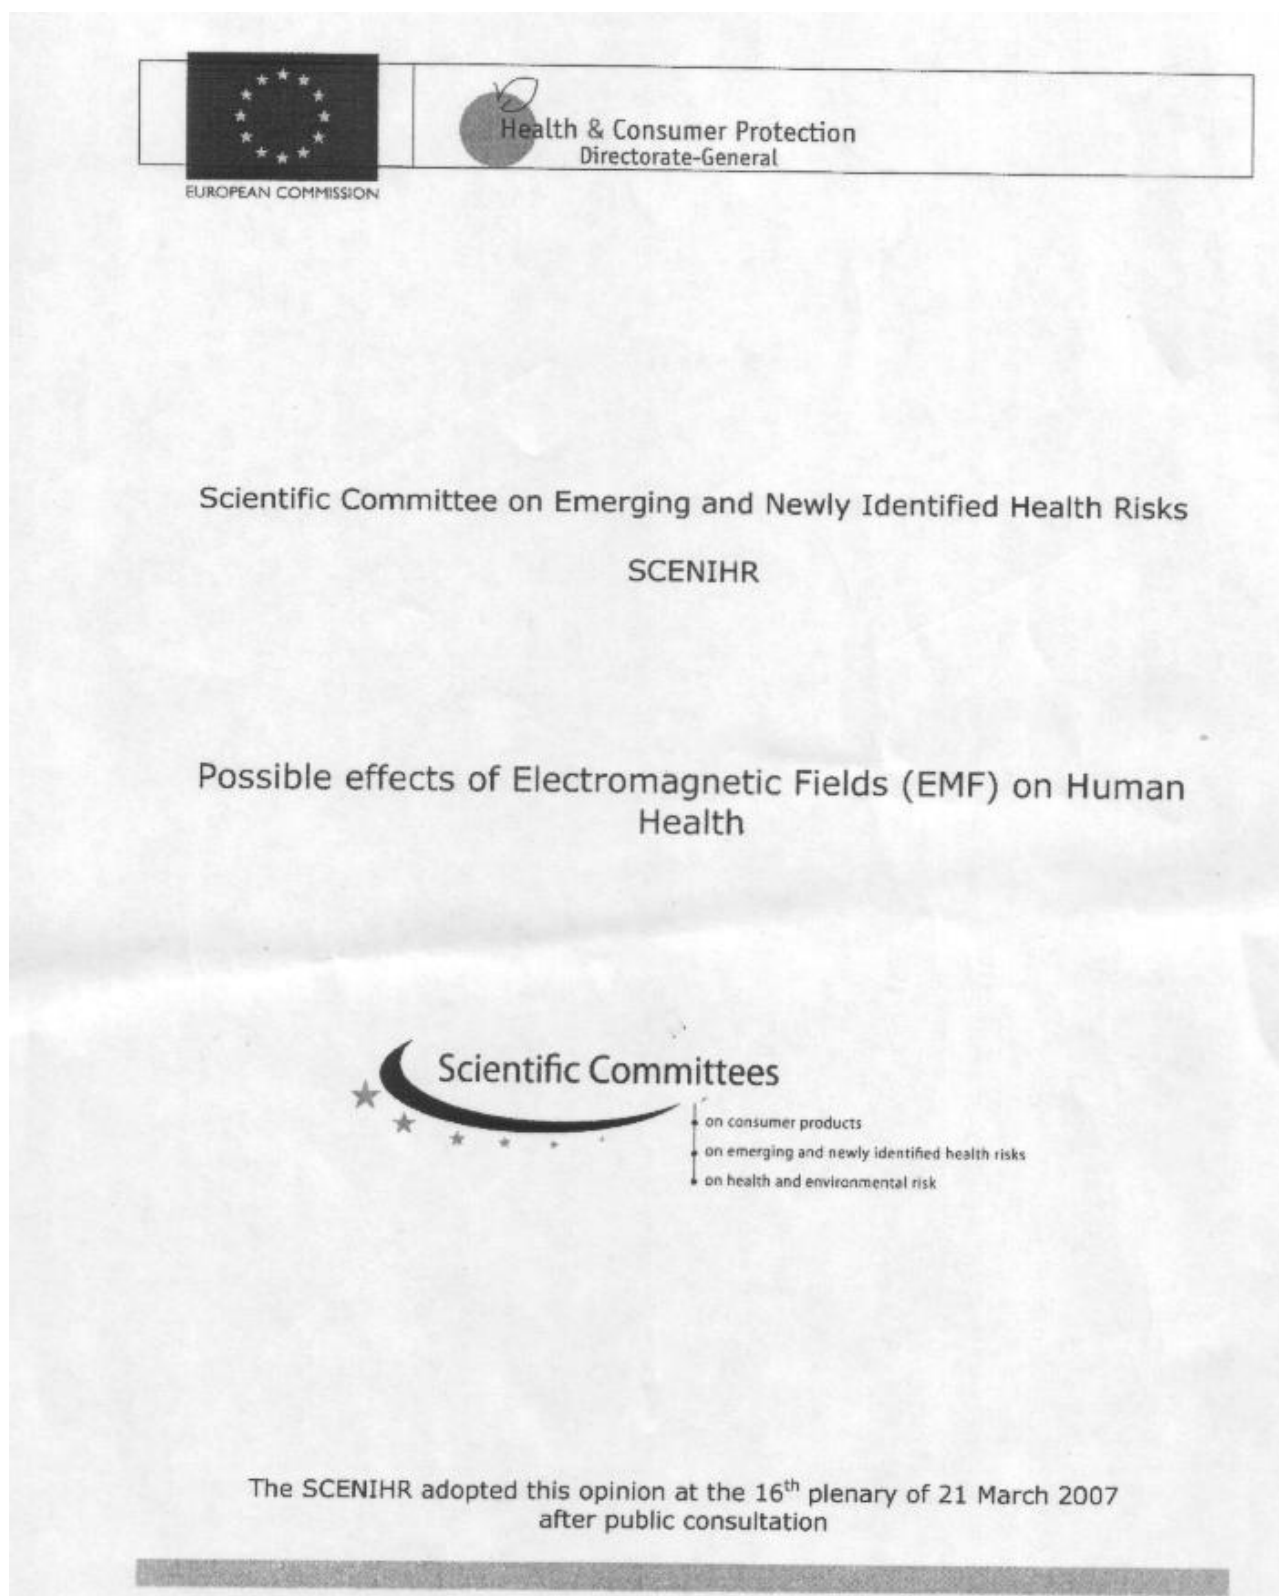 Health & Consumer Protection
Directorate-General
EUROPEAN COMMISSION
Scientific Committee on Emerging and Newly Identified Health Risks
SCENIHR
Possible effects of Electromagnetic Fields (EMF) on Human
Health
Scientific Committees
on consumer products
on emerging and newly identified health risks
on health and environmental risk
The SCENIHR adopted this opinion at the 16th plenary of 21 March 2007
after public consultation